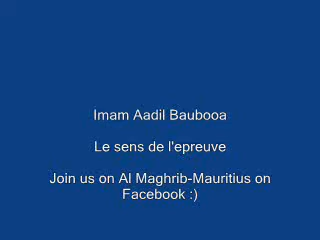 Imam Aadil Baubooa
Le sens de l'epreuve
Join us on Al Maghrib-Mauritius on
Facebook :)